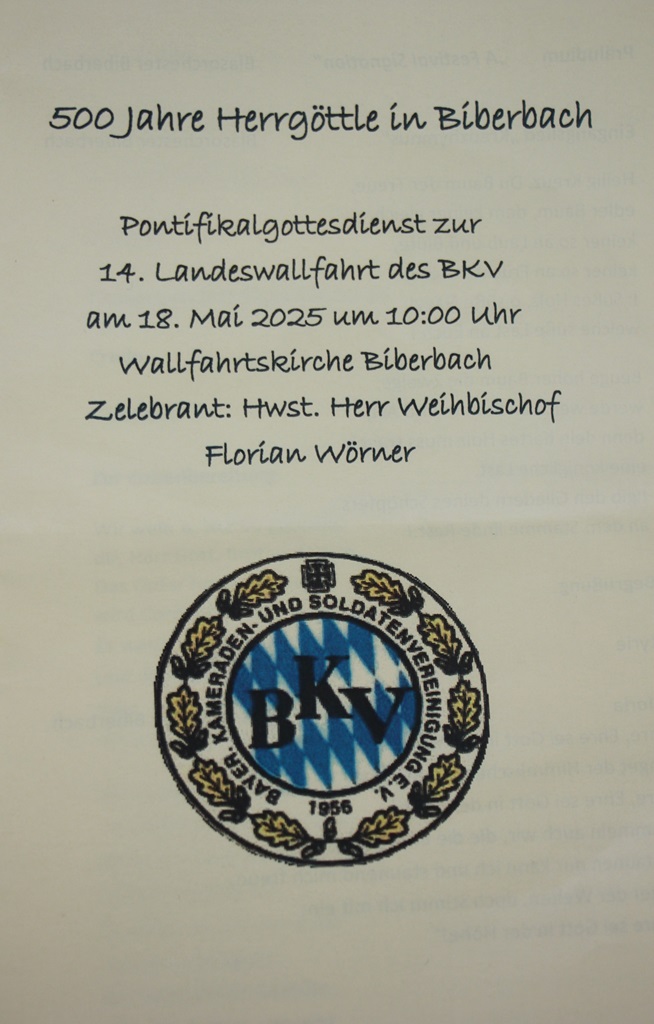 500 Jahre Herrgöttle in Biberbach
Pontifikalgottesdienst zur
14. Landeswallfahrt des BKV
am 18. Mai 2025 um 10:00 Uhr
Wallfahrtskirche Biberbach
Zelebrant: Hwst. Herr Weihbischof
Florian Wörner
BAYER. KAMERADEN- UND SOLDATENVEREINIGUNG E.V.
BKV
1956